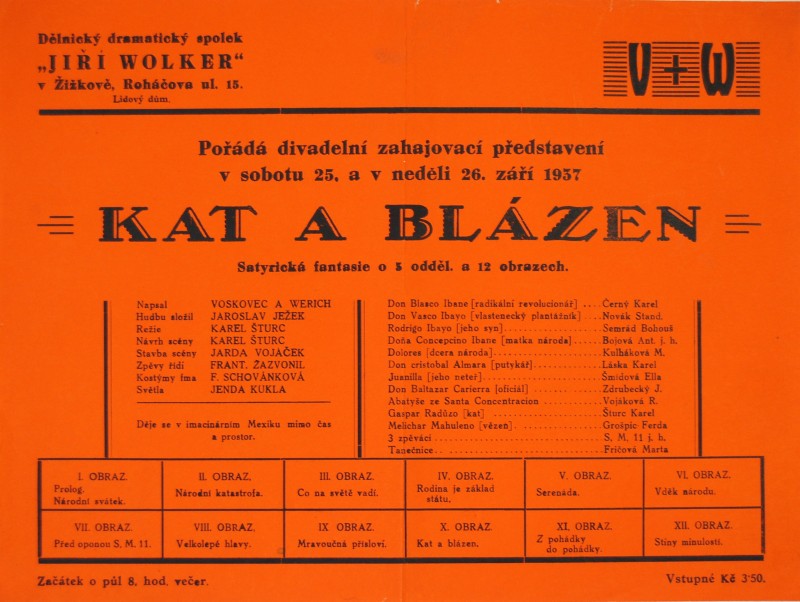 Dělnický dramatický spolek
„JIŘÍ WOLKER“
v Žižkově, Roháčova ul. 15.
Lidový dům.
V + W
Pořádá divadelní zahajovací představení
v sobotu 25. a v neděli 26. září 1937
KAT A BLÁZEN
Satyrická fantasie o 5 odděl. a 12 obrazech.
Napsal VOSKOVEC A WERICH
Hudbu složil JAROSLAV JEŽEK
Režie KAREL ŠTURC
Návrh scény KAREL ŠTURC
Stavba scény JARDA VOJÁČEK
Zpěvy řídí FRANT. ŽAZVONIL
Kostýmy fma F. SCHOVÁNKOVÁ
Světla JENDA KUKLA
Děje se v imacinárním Mexiku mimo čas
a prostor.
Don Blasco Ibane [radikální revolucionář] .... Černý Karel
Don Vasco Ibayo [vlastenecký plantážník] .... Novák Stand.
Rodrigo Ibayo [jeho syn] .... Semrád Bohouš
Doňa Concepcino Ibane [matka národa] .... Bojová Ant. j. h.
Dolores [dcera národa] .... Kulháková M.
Don cristobal Almara [putykář] .... Láska Karel
Juanilla [jeho neteř] .... Šmídová Ella
Don Baltazar Carierra [oficiál] .... Zdrubecký J.
Abatyše ze Santa Concentracion .... Vojsková R.
Gaspar Radůzo [kat] .... Šturc Karel
Melichar Mahuleno [vězen] .... Grošpic Ferda
3 zpěváci .... S, M. 11 j. h.
Tanečnice .... Fričová Marta
I. OBRAZ.
Prolog.
Národní svátek.
II. OBRAZ.
Národní katastrofa.
III. OBRAZ.
Co na světě vadí.
IV. OBRAZ.
Rodina je základ
státu.
V. OBRAZ.
Serenáda.
VI. OBRAZ.
Vděk národu.
VII. OBRAZ.
Před oponou S, M. 11.
VIII. OBRAZ.
Velkolepé hlavy.
IX. OBRAZ.
Mravoučná přísloví.
X. OBRAZ.
Kat a blázen.
XI. OBRAZ.
Z pohádky
do pohádky.
XII. OBRAZ.
Stíny minulosti.
Začátek o půl 8. hod. večer.
Vstupné Kč 3·50.